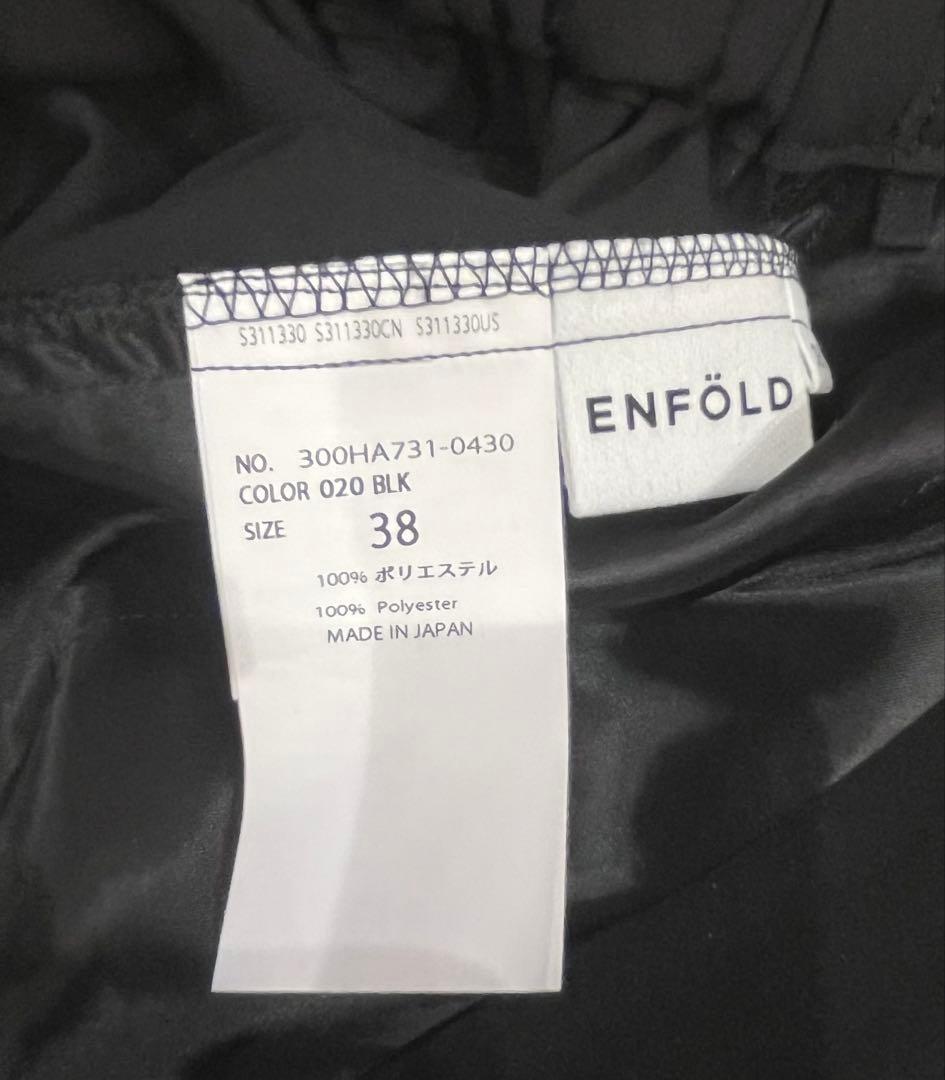 S311330 S311330CN S311330US
ENFÖLD
NO. 300HA731-0430
COLOR 020 BLK
SIZE 38
100% ポリエステル
100% Polyester
MADE IN JAPAN